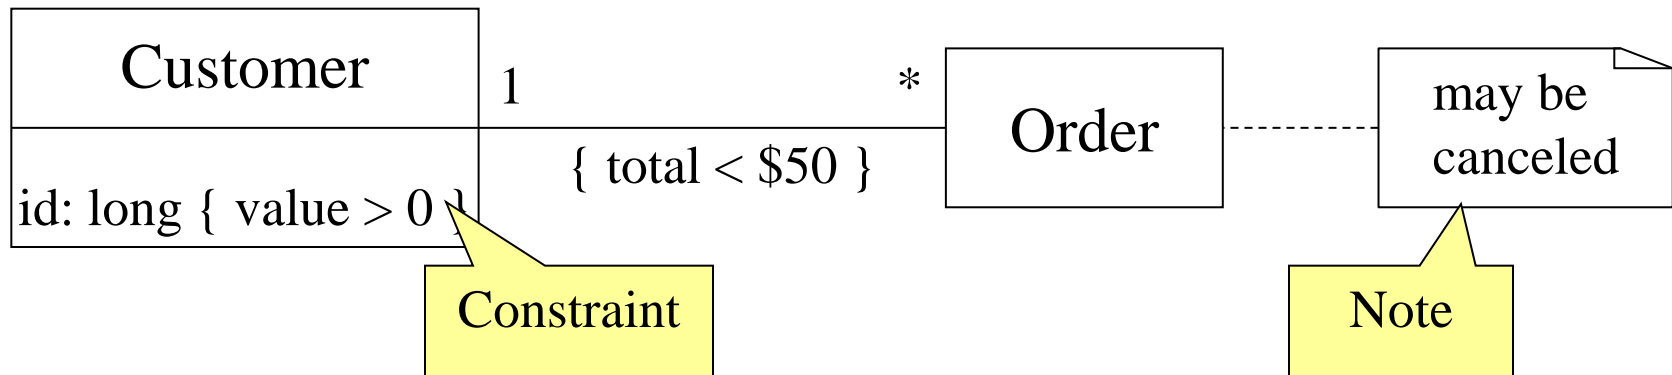 Customer
1
*
Order
may be
canceled
{ total < $50 }
id: long { value > 0 }
Constraint
Note